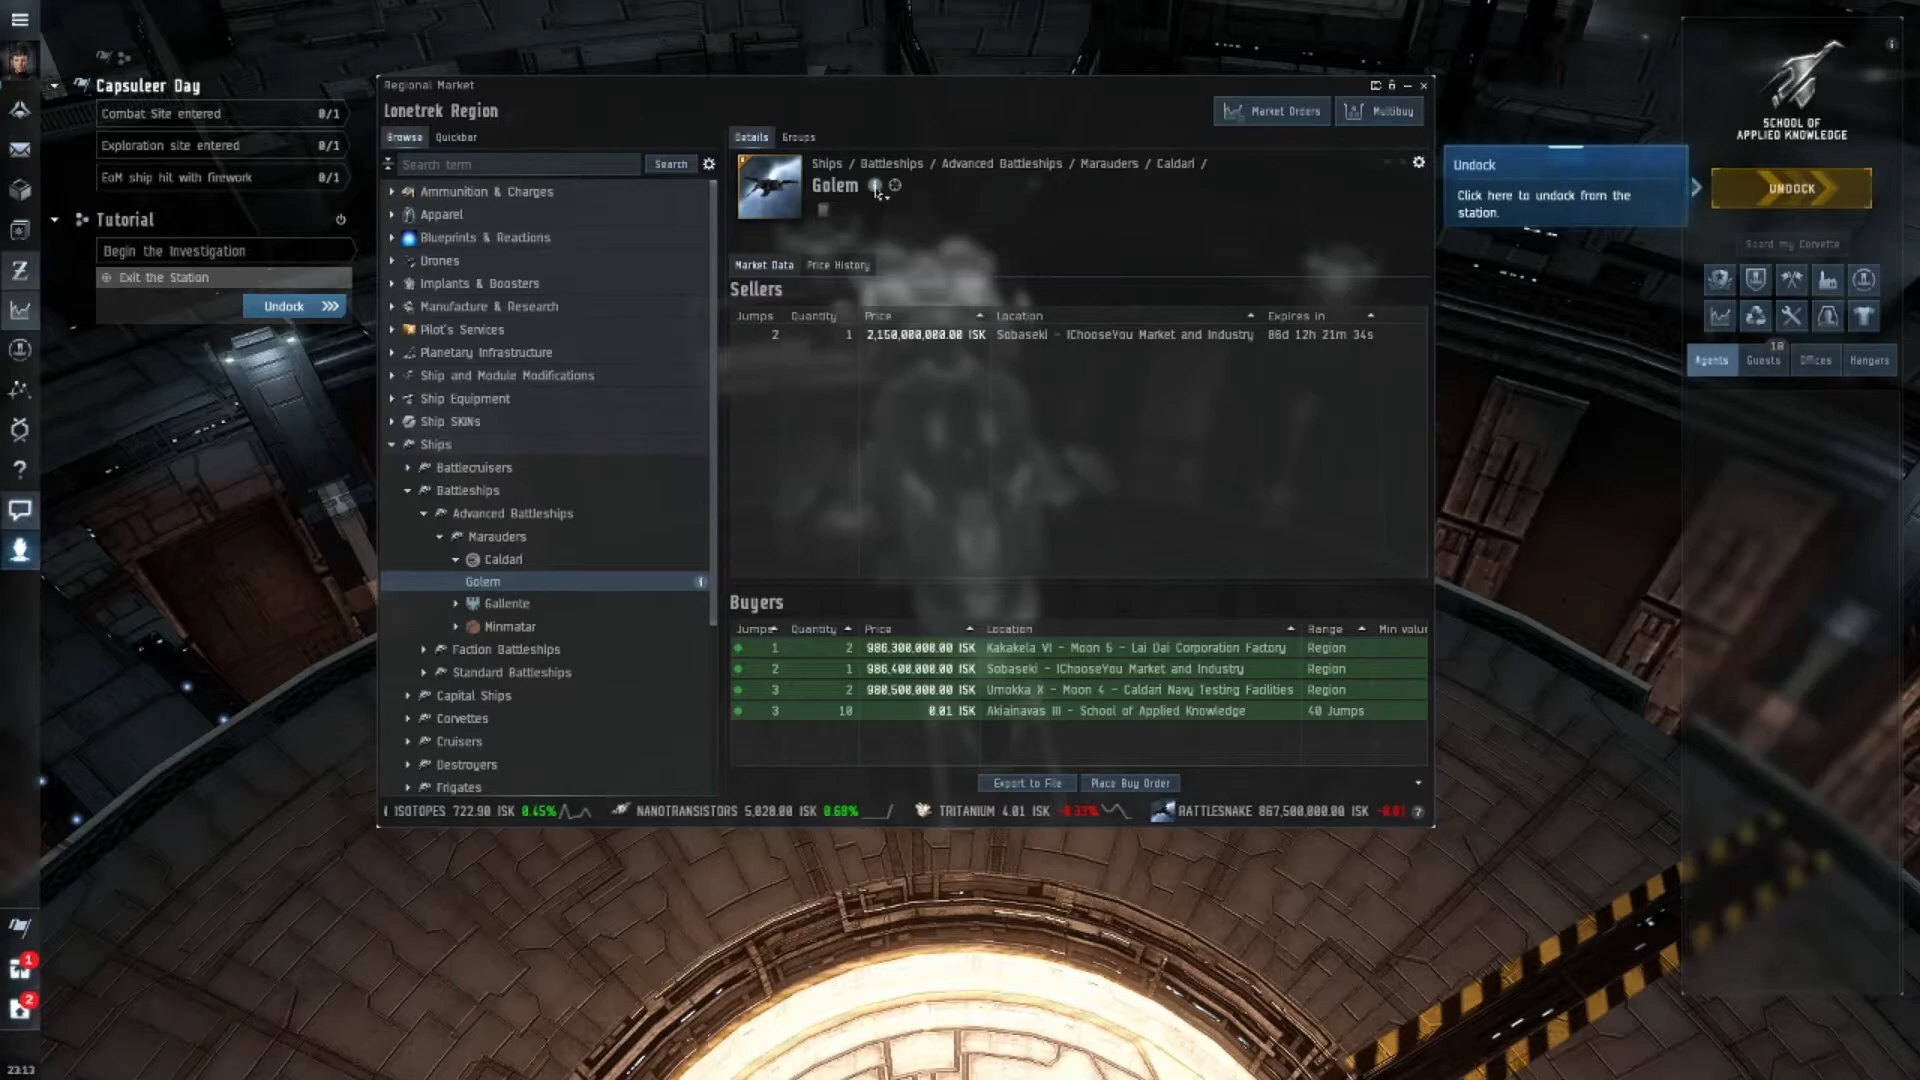 Capsuleer Day
Combat Site entered 0/1
Exploration site entered 0/1
EoM ship hit with firework 0/1
Tutorial
Begin the Investigation
Exit the Station
Undock >>>
Regional Market
Lonetrek Region
Market Orders
Multibuy
Browse Quickbar
Search term
Search
Ammunition & Charges
Apparel
Blueprints & Reactions
Drones
Implants & Boosters
Manufacture & Research
Pilot's Services
Planetary Infrastructure
Ship and Module Modifications
Ship Equipment
Ship SKINs
Ships
Battlecruisers
Battleships
Advanced Battleships
Marauders
Caldari
Golem
Gallente
Minmatar
Faction Battleships
Standard Battleships
Capital Ships
Corvettes
Cruisers
Destroyers
Frigates
Details Groups
Ships / Battleships / Advanced Battleships / Marauders / Caldari /
Golem
Market Data Price History
Sellers
Jumps Quantity Price Location Expires in
2 1 2,150,000,000.00 ISK Sobaseki - IChooseYou Market and Industry 86d 12h 21m 34s
Buyers
Jumps Quantity Price Location Range Min volu
1 2 986,300,000.00 ISK Kakakela VI - Moon 5 - Lai Dai Corporation Factory Region
2 1 986,400,000.00 ISK Sobaseki - IChooseYou Market and Industry Region
3 2 980,500,000.00 ISK Umokka X - Moon 4 - Caldari Navy Testing Facilities Region
3 10 0.01 ISK Akiainavas III - School of Applied Knowledge 40 Jumps
Export to File
Place Buy Order
ISOTOPES 722.90 ISK 0.45% NANOTRANSISTORS 5,028.00 ISK 0.68% TRITANIUM 4.01 ISK -0.33% RATTLESNAKE 867,500,000.00 ISK
Undock
Click here to undock from the
station.
SCHOOL OF
APPLIED KNOWLEDGE
UNDOCK
Board my Corvette
18
Agents Guests Offices Hangars
1
2
23:13